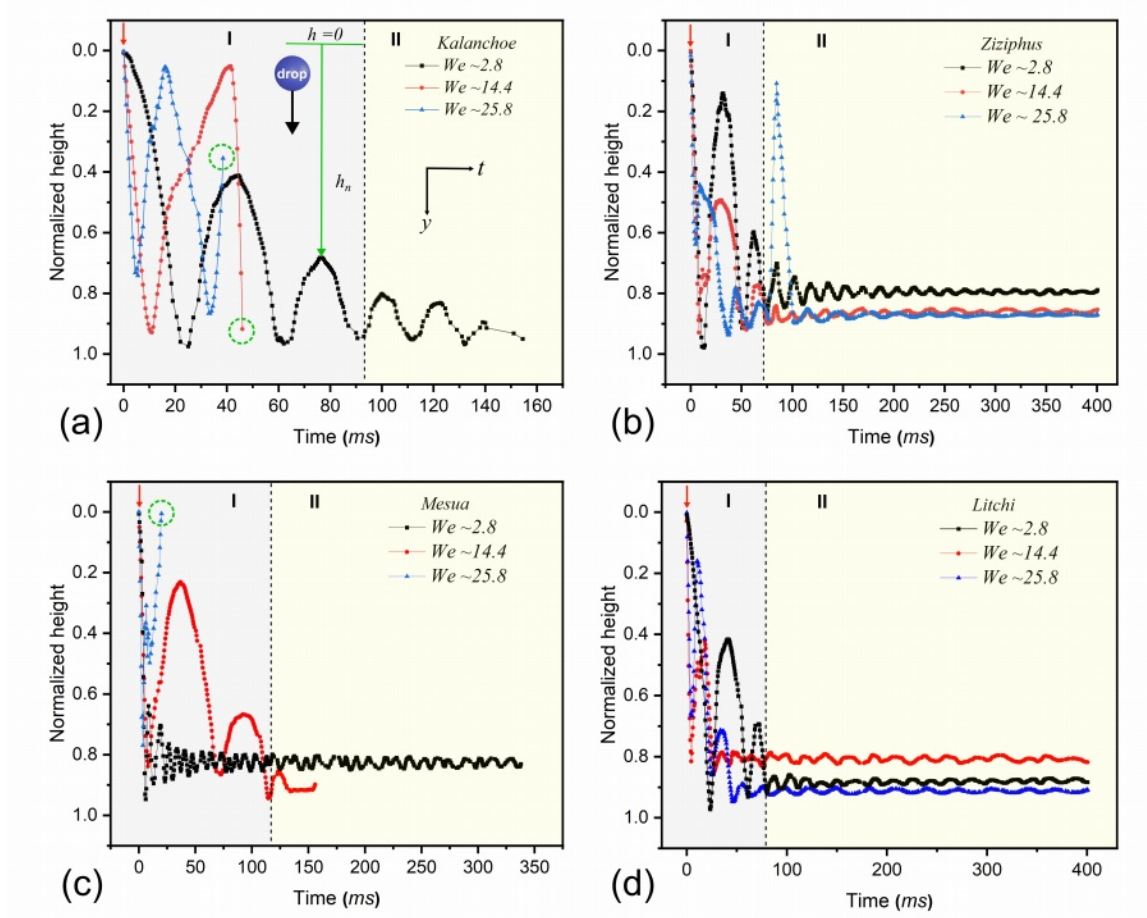 I
h =0
II
Kalanchoe
We ~2.8
We ~14.4
We ~25.8
drop
t
y
hn
Normalized height
0.0
0.2
0.4
0.6
0.8
1.0
0 20 40 60 80 100 120 140 160
Time (ms)
(a)
I
II
Ziziphus
We ~2.8
We ~14.4
We ~ 25.8
Normalized height
0.0
0.2
0.4
0.6
0.8
1.0
0 50 100 150 200 250 300 350 400
Time (ms)
(b)
I
II
Mesua
We ~2.8
We ~14.4
We ~25.8
Normalized height
0.0
0.2
0.4
0.6
0.8
1.0
0 50 100 150 200 250 300 350
Time (ms)
(c)
I
II
Litchi
We ~2.8
We ~14.4
We ~25.8
Normalized height
0.0
0.2
0.4
0.6
0.8
1.0
0 100 200 300 400
Time (ms)
(d)